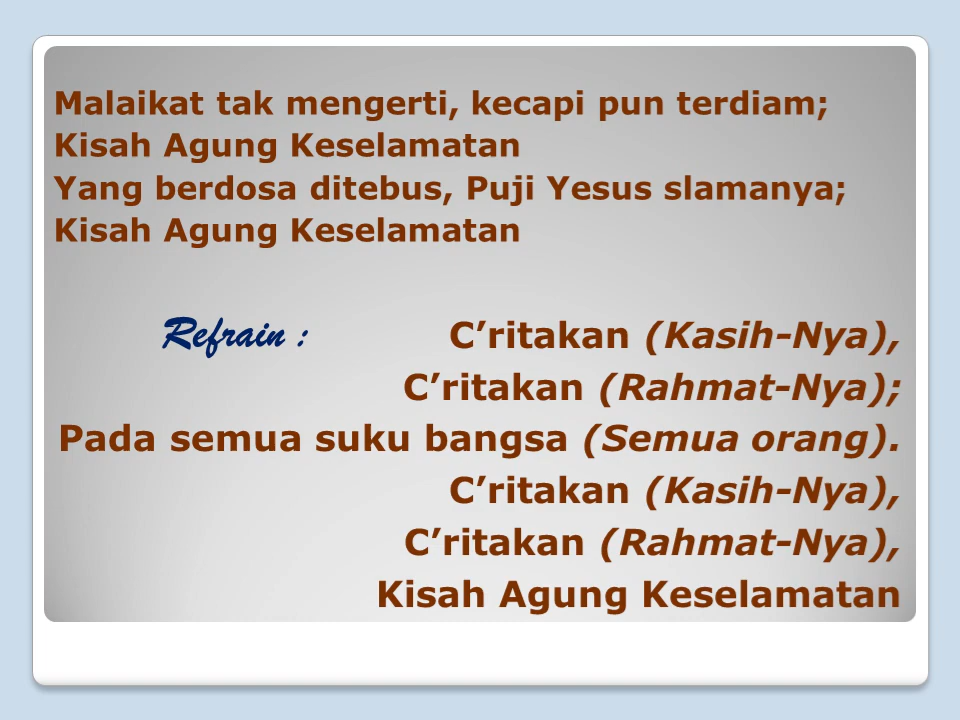 Malaikat tak mengerti, kecapi pun terdiam;
Kisah Agung Keselamatan
Yang berdosa ditebus, Puji Yesus slamanya;
Kisah Agung Keselamatan
Refrain : C’ritakan (Kasih-Nya),
C’ritakan (Rahmat-Nya);
Pada semua suku bangsa (Semua orang).
C’ritakan (Kasih-Nya),
C’ritakan (Rahmat-Nya),
Kisah Agung Keselamatan